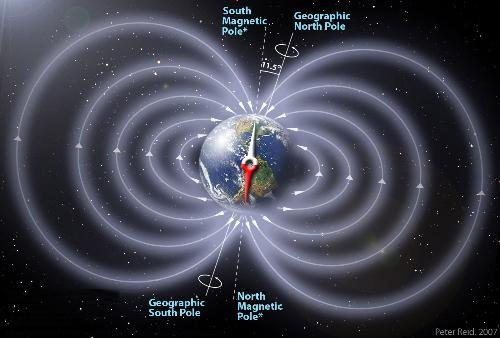 South
Magnetic
Pole*
Geographic
North Pole
11.5°
Geographic
South Pole
North
Magnetic
Pole*
Peter Reid, 2007